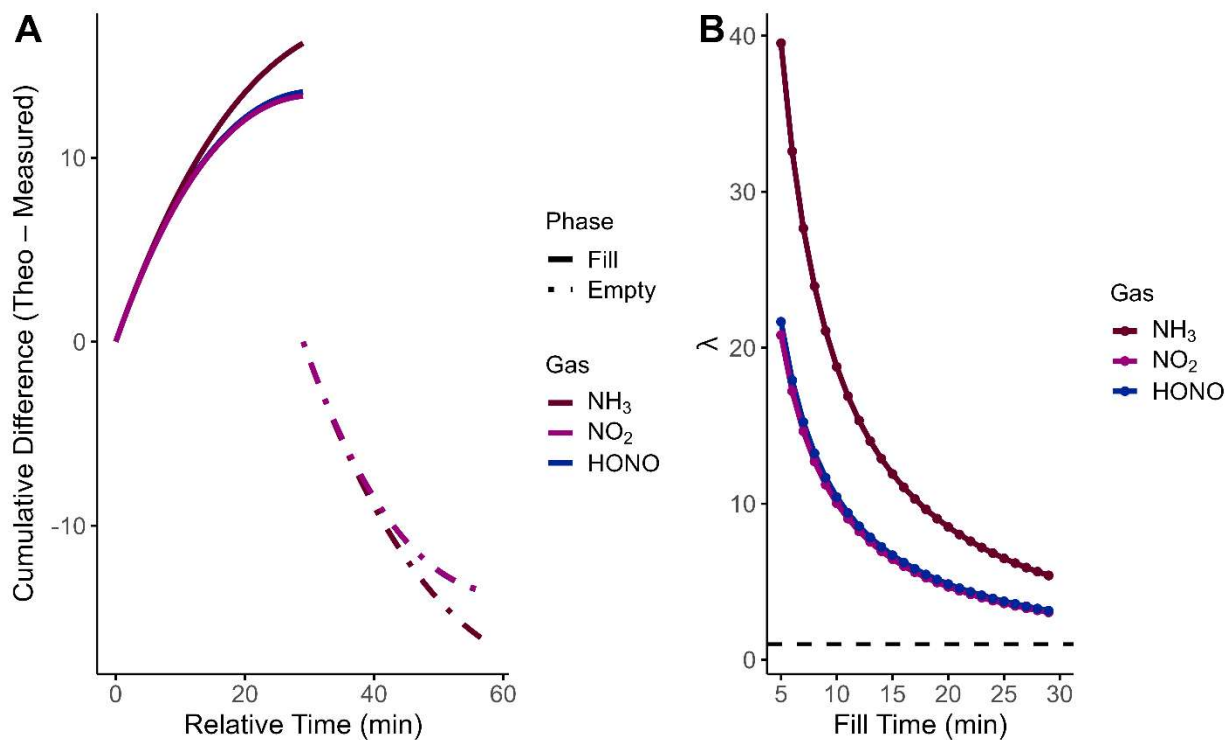 A
Cumulative Difference (Theo – Measured)
10
0
-10
0
20
40
60
Relative Time (min)
Phase
Fill
Empty
Gas
NH₃
NO₂
HONO
B
λ
40
30
20
10
0
5
10
15
20
25
30
Fill Time (min)
Gas
NH₃
NO₂
HONO